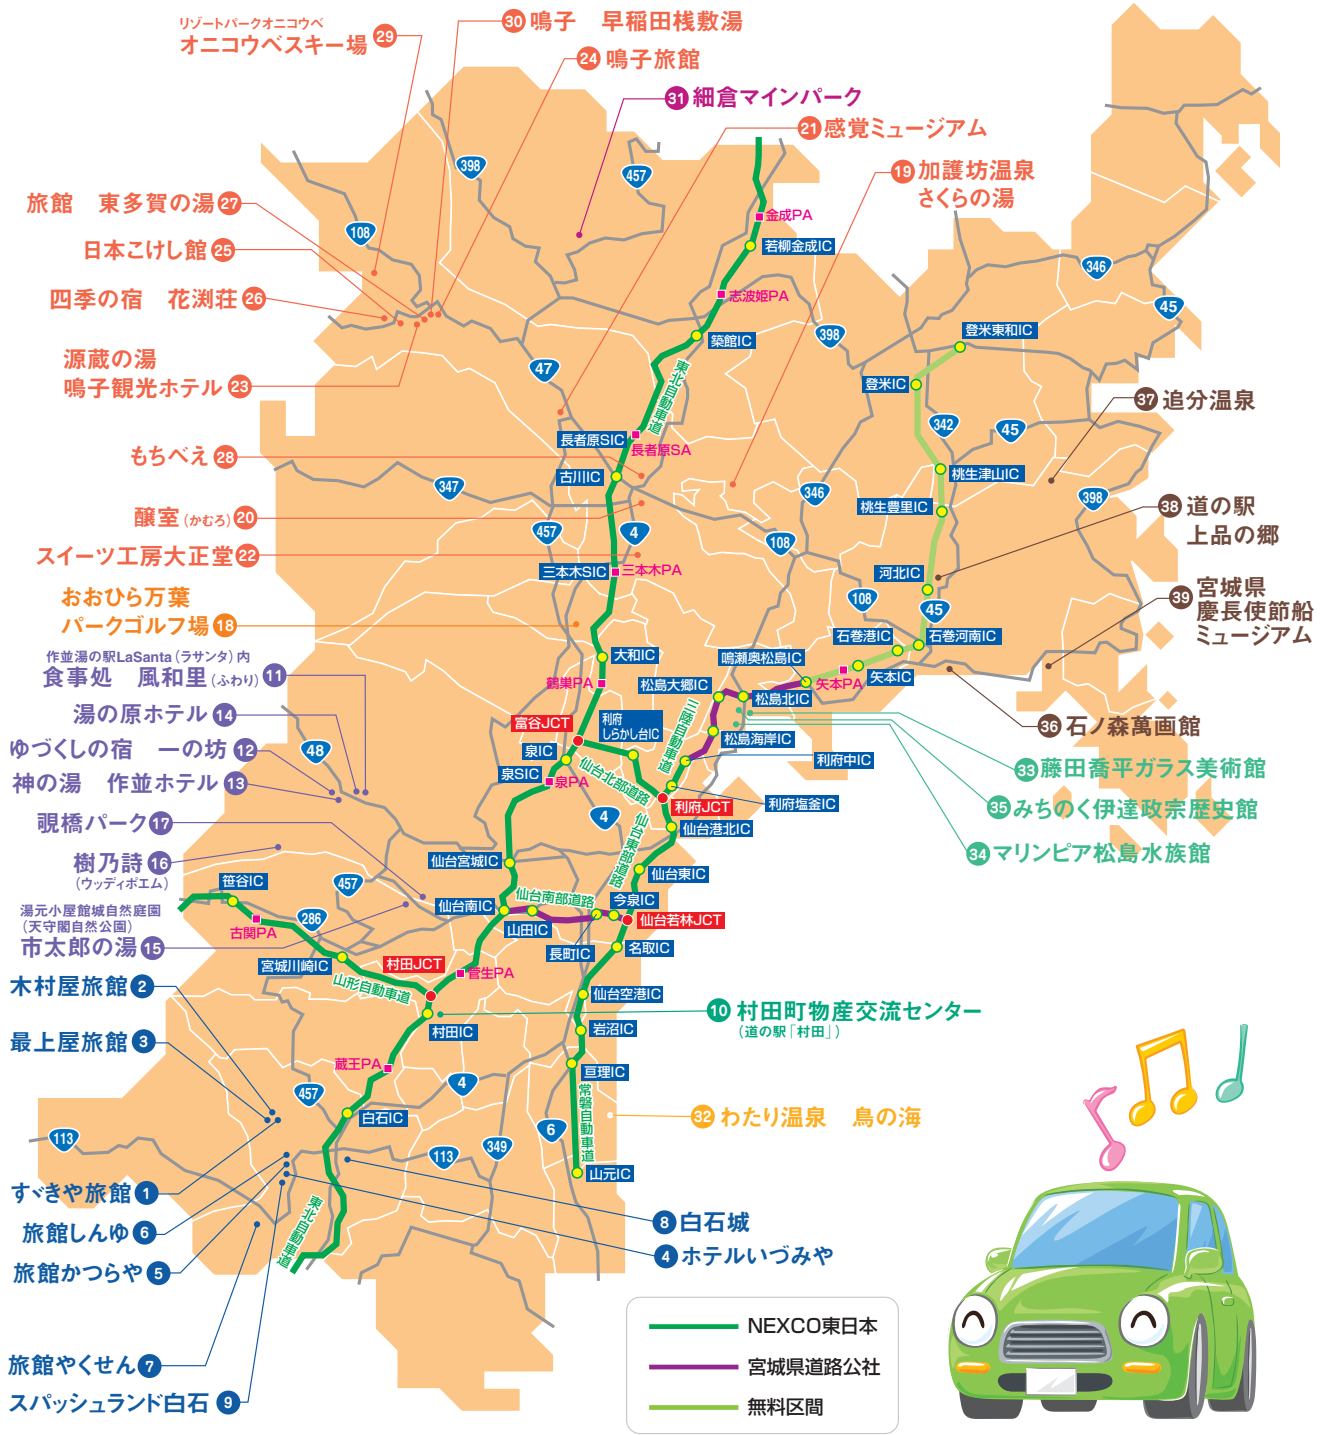 リゾートパークオニコウベ
オニコウベスキー場 29
30 鳴子　早稲田桟敷湯
24 鳴子旅館
31 細倉マインパーク
21 感覚ミュージアム
19 加護坊温泉
さくらの湯
旅館　東多賀の湯 27
日本こけし館 25
四季の宿　花渕荘 26
源蔵の湯
鳴子観光ホテル 23
もちべえ 28
醸室（かむろ） 20
スイーツ工房大正堂 22
おおひら万葉
パークゴルフ場 18
作並湯の駅LaSanta（ラサンタ）内
食事処　風和里（ふわり） 11
湯の原ホテル 14
ゆづくしの宿　一の坊 12
神の湯　作並ホテル 13
覗橋パーク 17
樹乃詩 16
（ウッディポエム）
湯元小屋館城自然庭園
（天守閣自然公園）
市太郎の湯 15
木村屋旅館 2
最上屋旅館 3
すゞきや旅館 1
旅館しんゆ 6
旅館かつらや 5
旅館やくせん 7
スパッシュランド白石 9
37 追分温泉
38 道の駅
上品の郷
39 宮城県
慶長使節船
ミュージアム
36 石ノ森萬画館
33 藤田喬平ガラス美術館
35 みちのく伊達政宗歴史館
34 マリンピア松島水族館
10 村田町物産交流センター
（道の駅「村田」）
32 わたり温泉　鳥の海
8 白石城
4 ホテルいづみや
398
457
108
47
347
457
4
48
457
286
457
113
4
113
349
6
4
346
45
398
342
45
398
346
108
108
45
金成PA
若柳金成IC
志波姫PA
築館IC
東北自動車道
長者原SIC
長者原SA
古川IC
三本木SIC
三本木PA
大和IC
鶴巣PA
富谷JCT
利府
しらかし台IC
泉IC
泉SIC
泉PA
仙台北部道路
仙台宮城IC
仙台南IC
仙台南部道路
山田IC
長町IC
今泉IC
仙台若林JCT
名取IC
仙台東IC
仙台東部道路
仙台港北IC
利府JCT
利府塩釜IC
利府中IC
三陸自動車道
松島海岸IC
松島大郷IC
松島北IC
鳴瀬奥松島IC
矢本PA
矢本IC
石巻港IC
石巻河南IC
河北IC
桃生豊里IC
桃生津山IC
登米IC
登米東和IC
笹谷IC
古関PA
宮城川崎IC
山形自動車道
村田JCT
菅生PA
村田IC
蔵王PA
白石IC
東北自動車道
仙台空港IC
岩沼IC
亘理IC
常磐自動車道
山元IC
NEXCO東日本
宮城県道路公社
無料区間